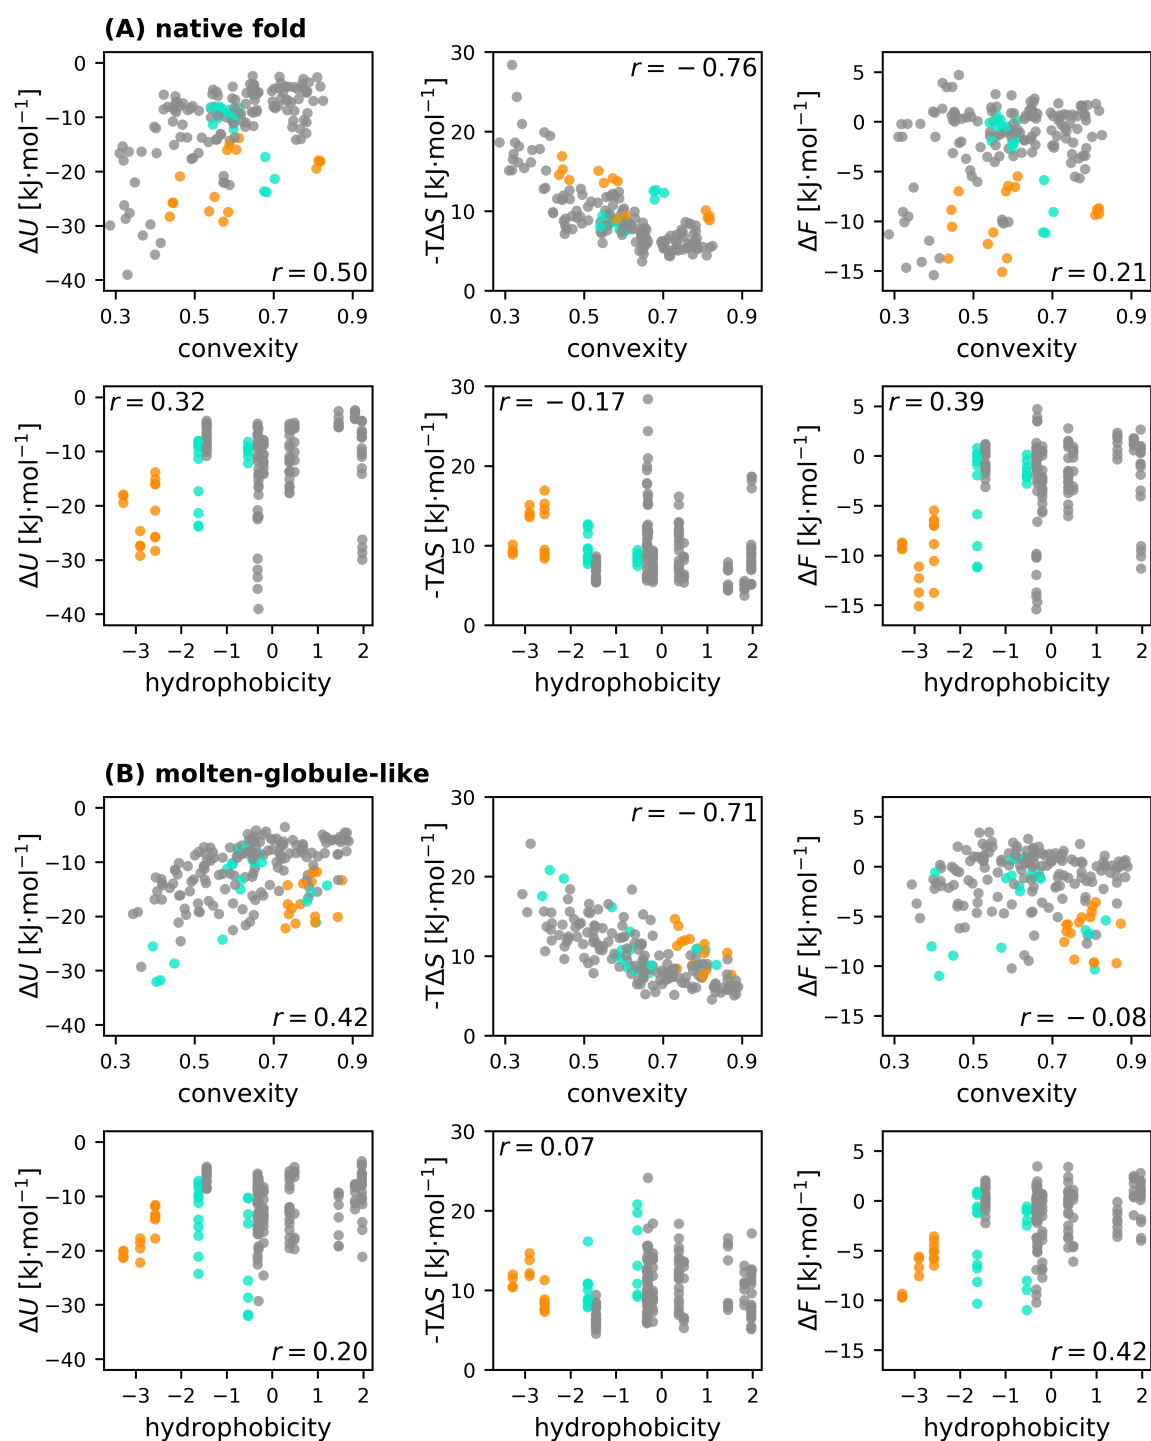 (A) native fold
0
−10
−20
−30
−40
ΔU [kJ·mol⁻¹]
r = 0.50
0.3 0.5 0.7 0.9
convexity
30
20
10
0
-TΔS [kJ·mol⁻¹]
r = −0.76
0.3 0.5 0.7 0.9
convexity
5
0
−5
−10
−15
ΔF [kJ·mol⁻¹]
r = 0.21
0.3 0.5 0.7 0.9
convexity
0
−10
−20
−30
−40
ΔU [kJ·mol⁻¹]
r = 0.32
−3 −2 −1 0 1 2
hydrophobicity
30
20
10
0
-TΔS [kJ·mol⁻¹]
r = −0.17
−3 −2 −1 0 1 2
hydrophobicity
5
0
−5
−10
−15
ΔF [kJ·mol⁻¹]
r = 0.39
−3 −2 −1 0 1 2
hydrophobicity
(B) molten-globule-like
0
−10
−20
−30
−40
ΔU [kJ·mol⁻¹]
r = 0.42
0.3 0.5 0.7 0.9
convexity
30
20
10
0
-TΔS [kJ·mol⁻¹]
r = −0.71
0.3 0.5 0.7 0.9
convexity
5
0
−5
−10
−15
ΔF [kJ·mol⁻¹]
r = −0.08
0.3 0.5 0.7 0.9
convexity
0
−10
−20
−30
−40
ΔU [kJ·mol⁻¹]
r = 0.20
−3 −2 −1 0 1 2
hydrophobicity
30
20
10
0
-TΔS [kJ·mol⁻¹]
r = 0.07
−3 −2 −1 0 1 2
hydrophobicity
5
0
−5
−10
−15
ΔF [kJ·mol⁻¹]
r = 0.42
−3 −2 −1 0 1 2
hydrophobicity